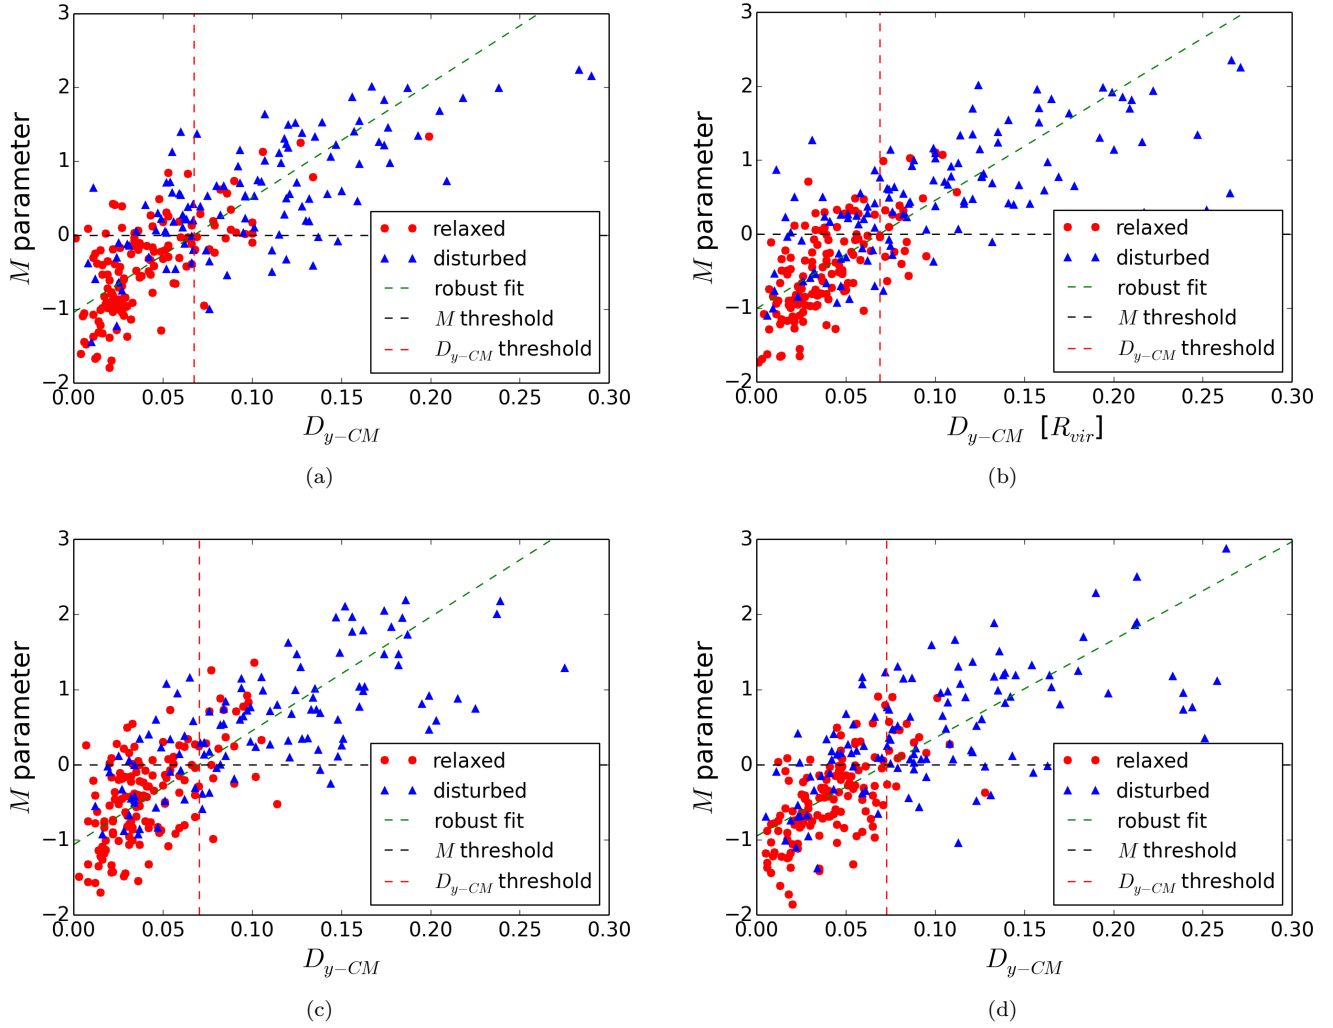 3
2
1
0
−1
−2
M parameter
0.00 0.05 0.10 0.15 0.20 0.25 0.30
D_{y−CM}
relaxed
disturbed
robust fit
M threshold
D_{y−CM} threshold
(a)
3
2
1
0
−1
−2
M parameter
0.00 0.05 0.10 0.15 0.20 0.25 0.30
D_{y−CM} [R_{vir}]
relaxed
disturbed
robust fit
M threshold
D_{y−CM} threshold
(b)
3
2
1
0
−1
−2
M parameter
0.00 0.05 0.10 0.15 0.20 0.25 0.30
D_{y−CM}
relaxed
disturbed
robust fit
M threshold
D_{y−CM} threshold
(c)
3
2
1
0
−1
−2
M parameter
0.00 0.05 0.10 0.15 0.20 0.25 0.30
D_{y−CM}
relaxed
disturbed
robust fit
M threshold
D_{y−CM} threshold
(d)